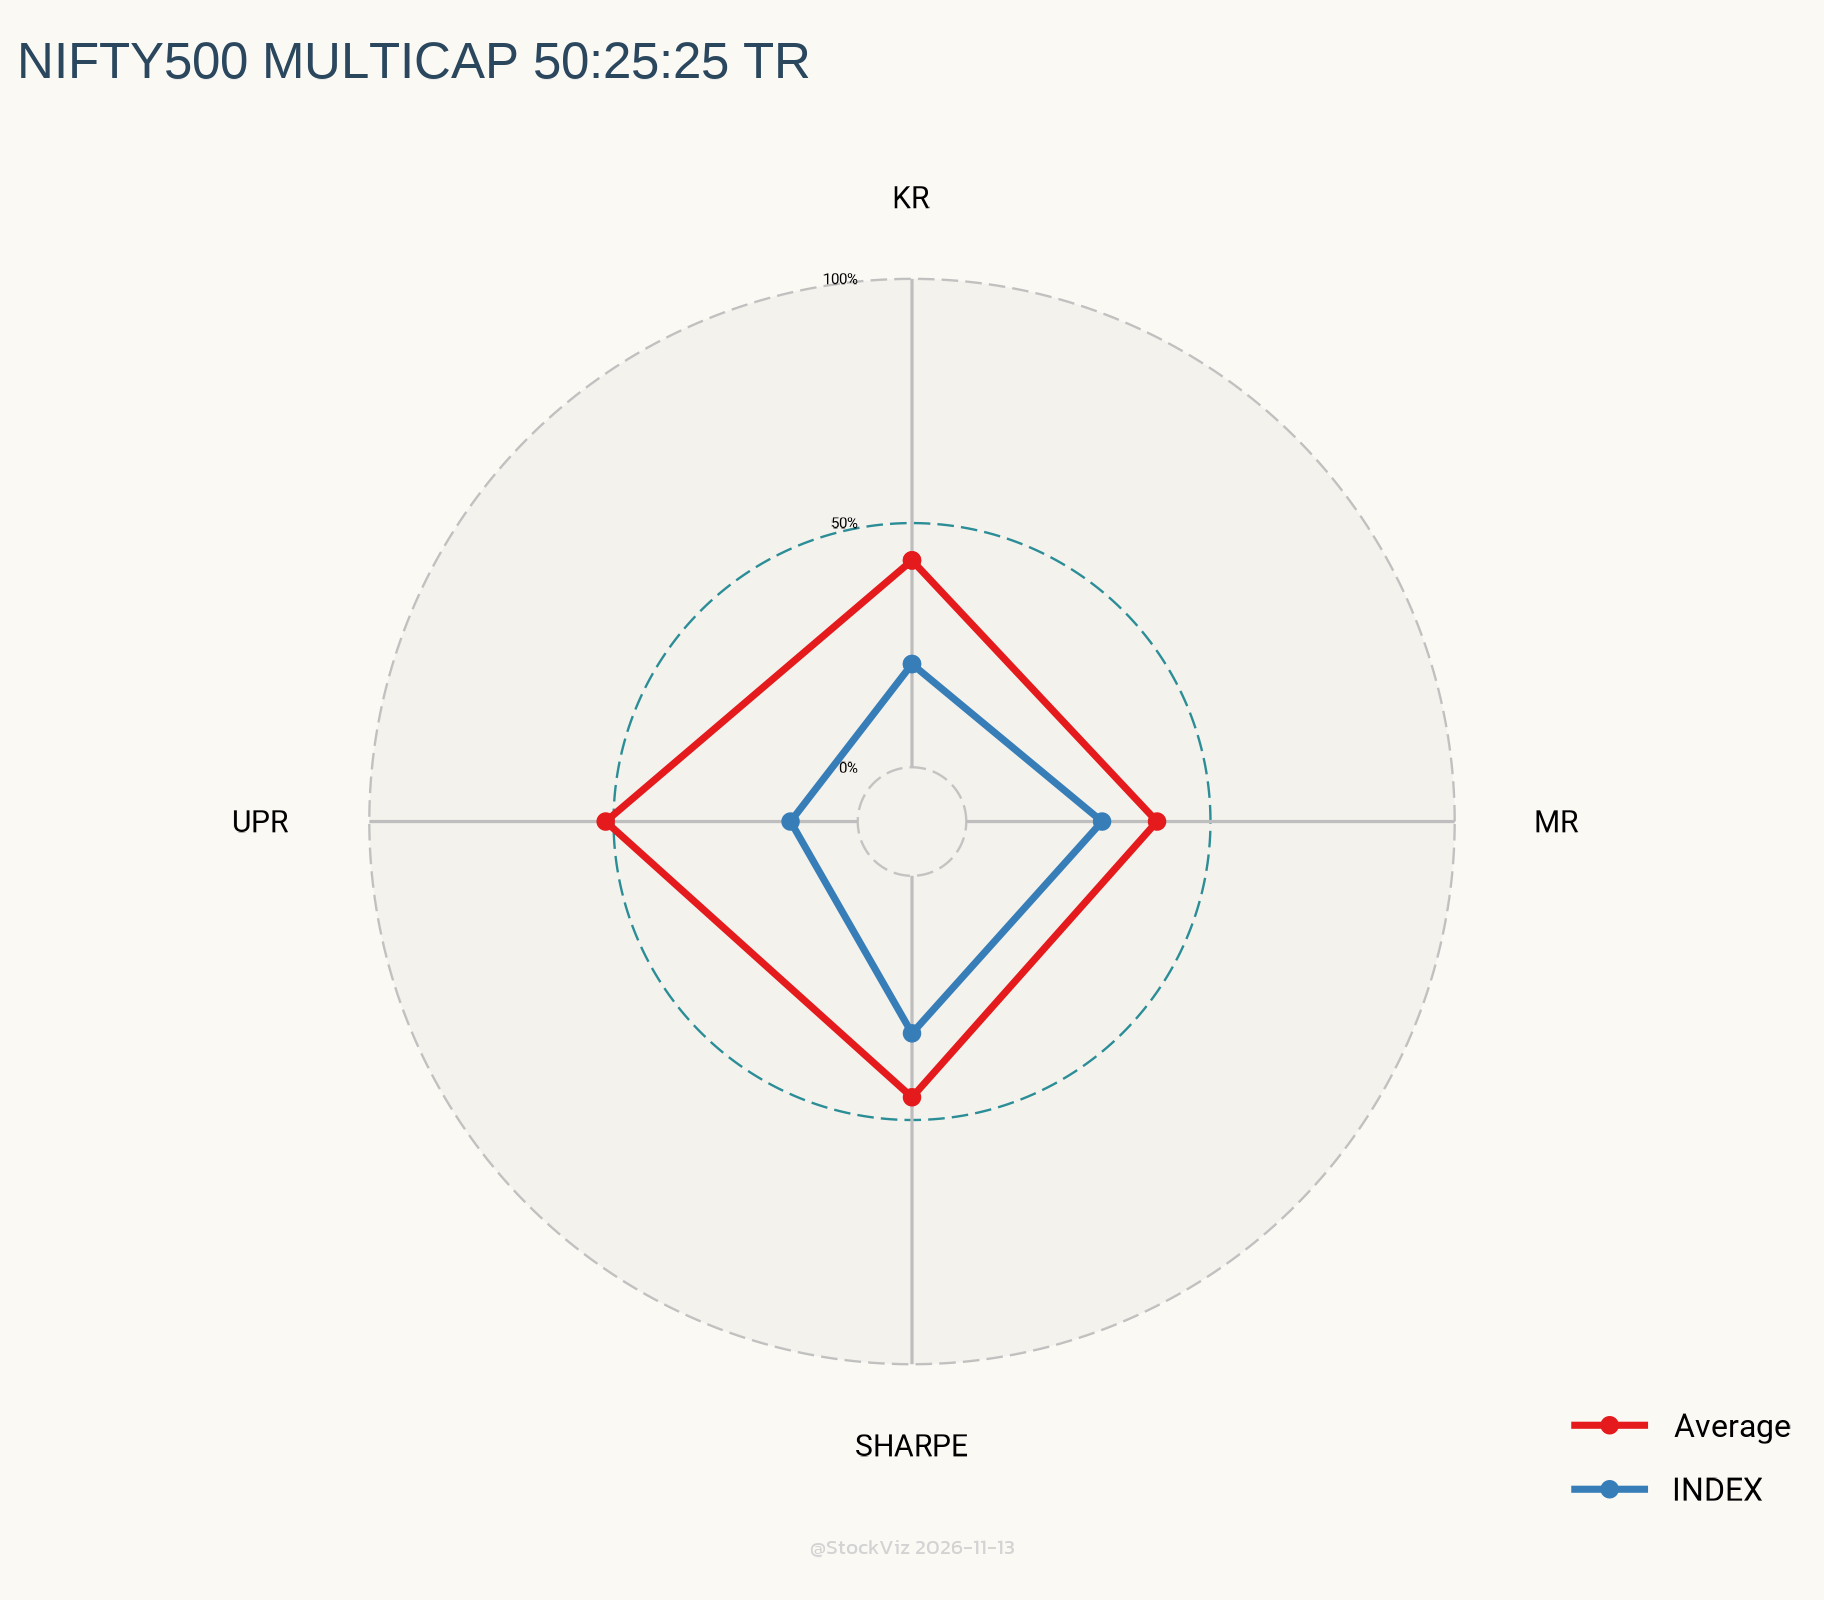 NIFTY500 MULTICAP 50:25:25 TR
KR
100%
50%
0%
UPR
MR
SHARPE
Average
INDEX
@StockViz 2026-11-13